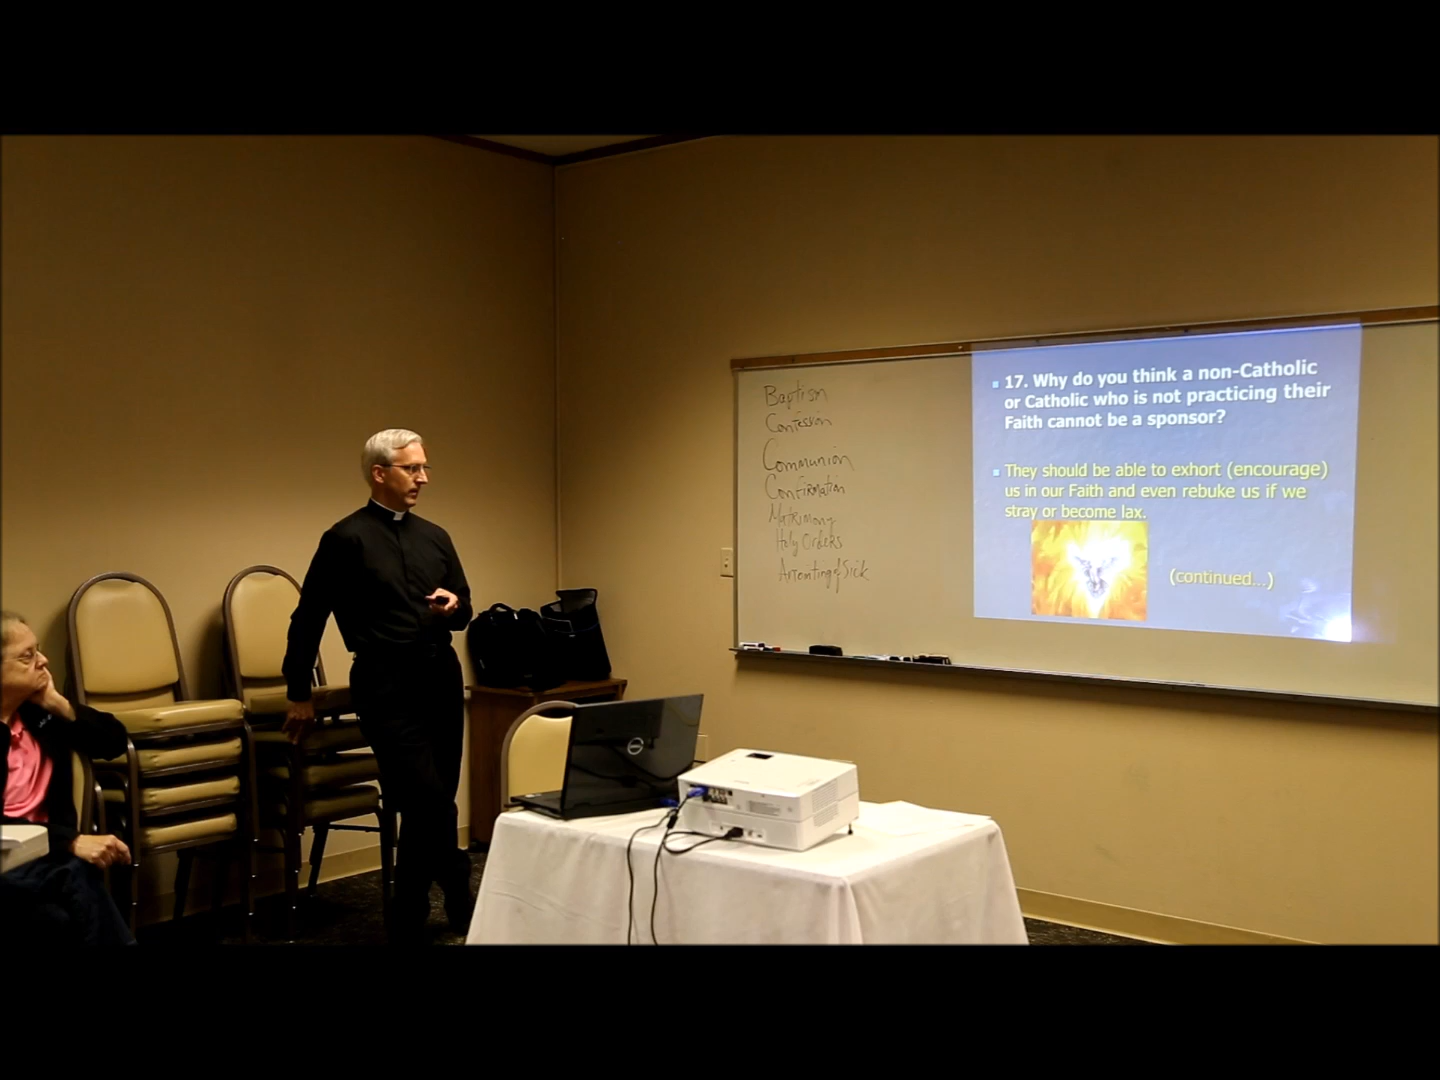 Baptism
Confession
Communion
Confirmation
Matrimony
Holy Orders
Annointing of Sick
17. Why do you think a non-Catholic
or Catholic who is not practicing their
Faith cannot be a sponsor?
They should be able to exhort (encourage)
us in our Faith and even rebuke us if we
stray or become lax.
(continued...)
DELL